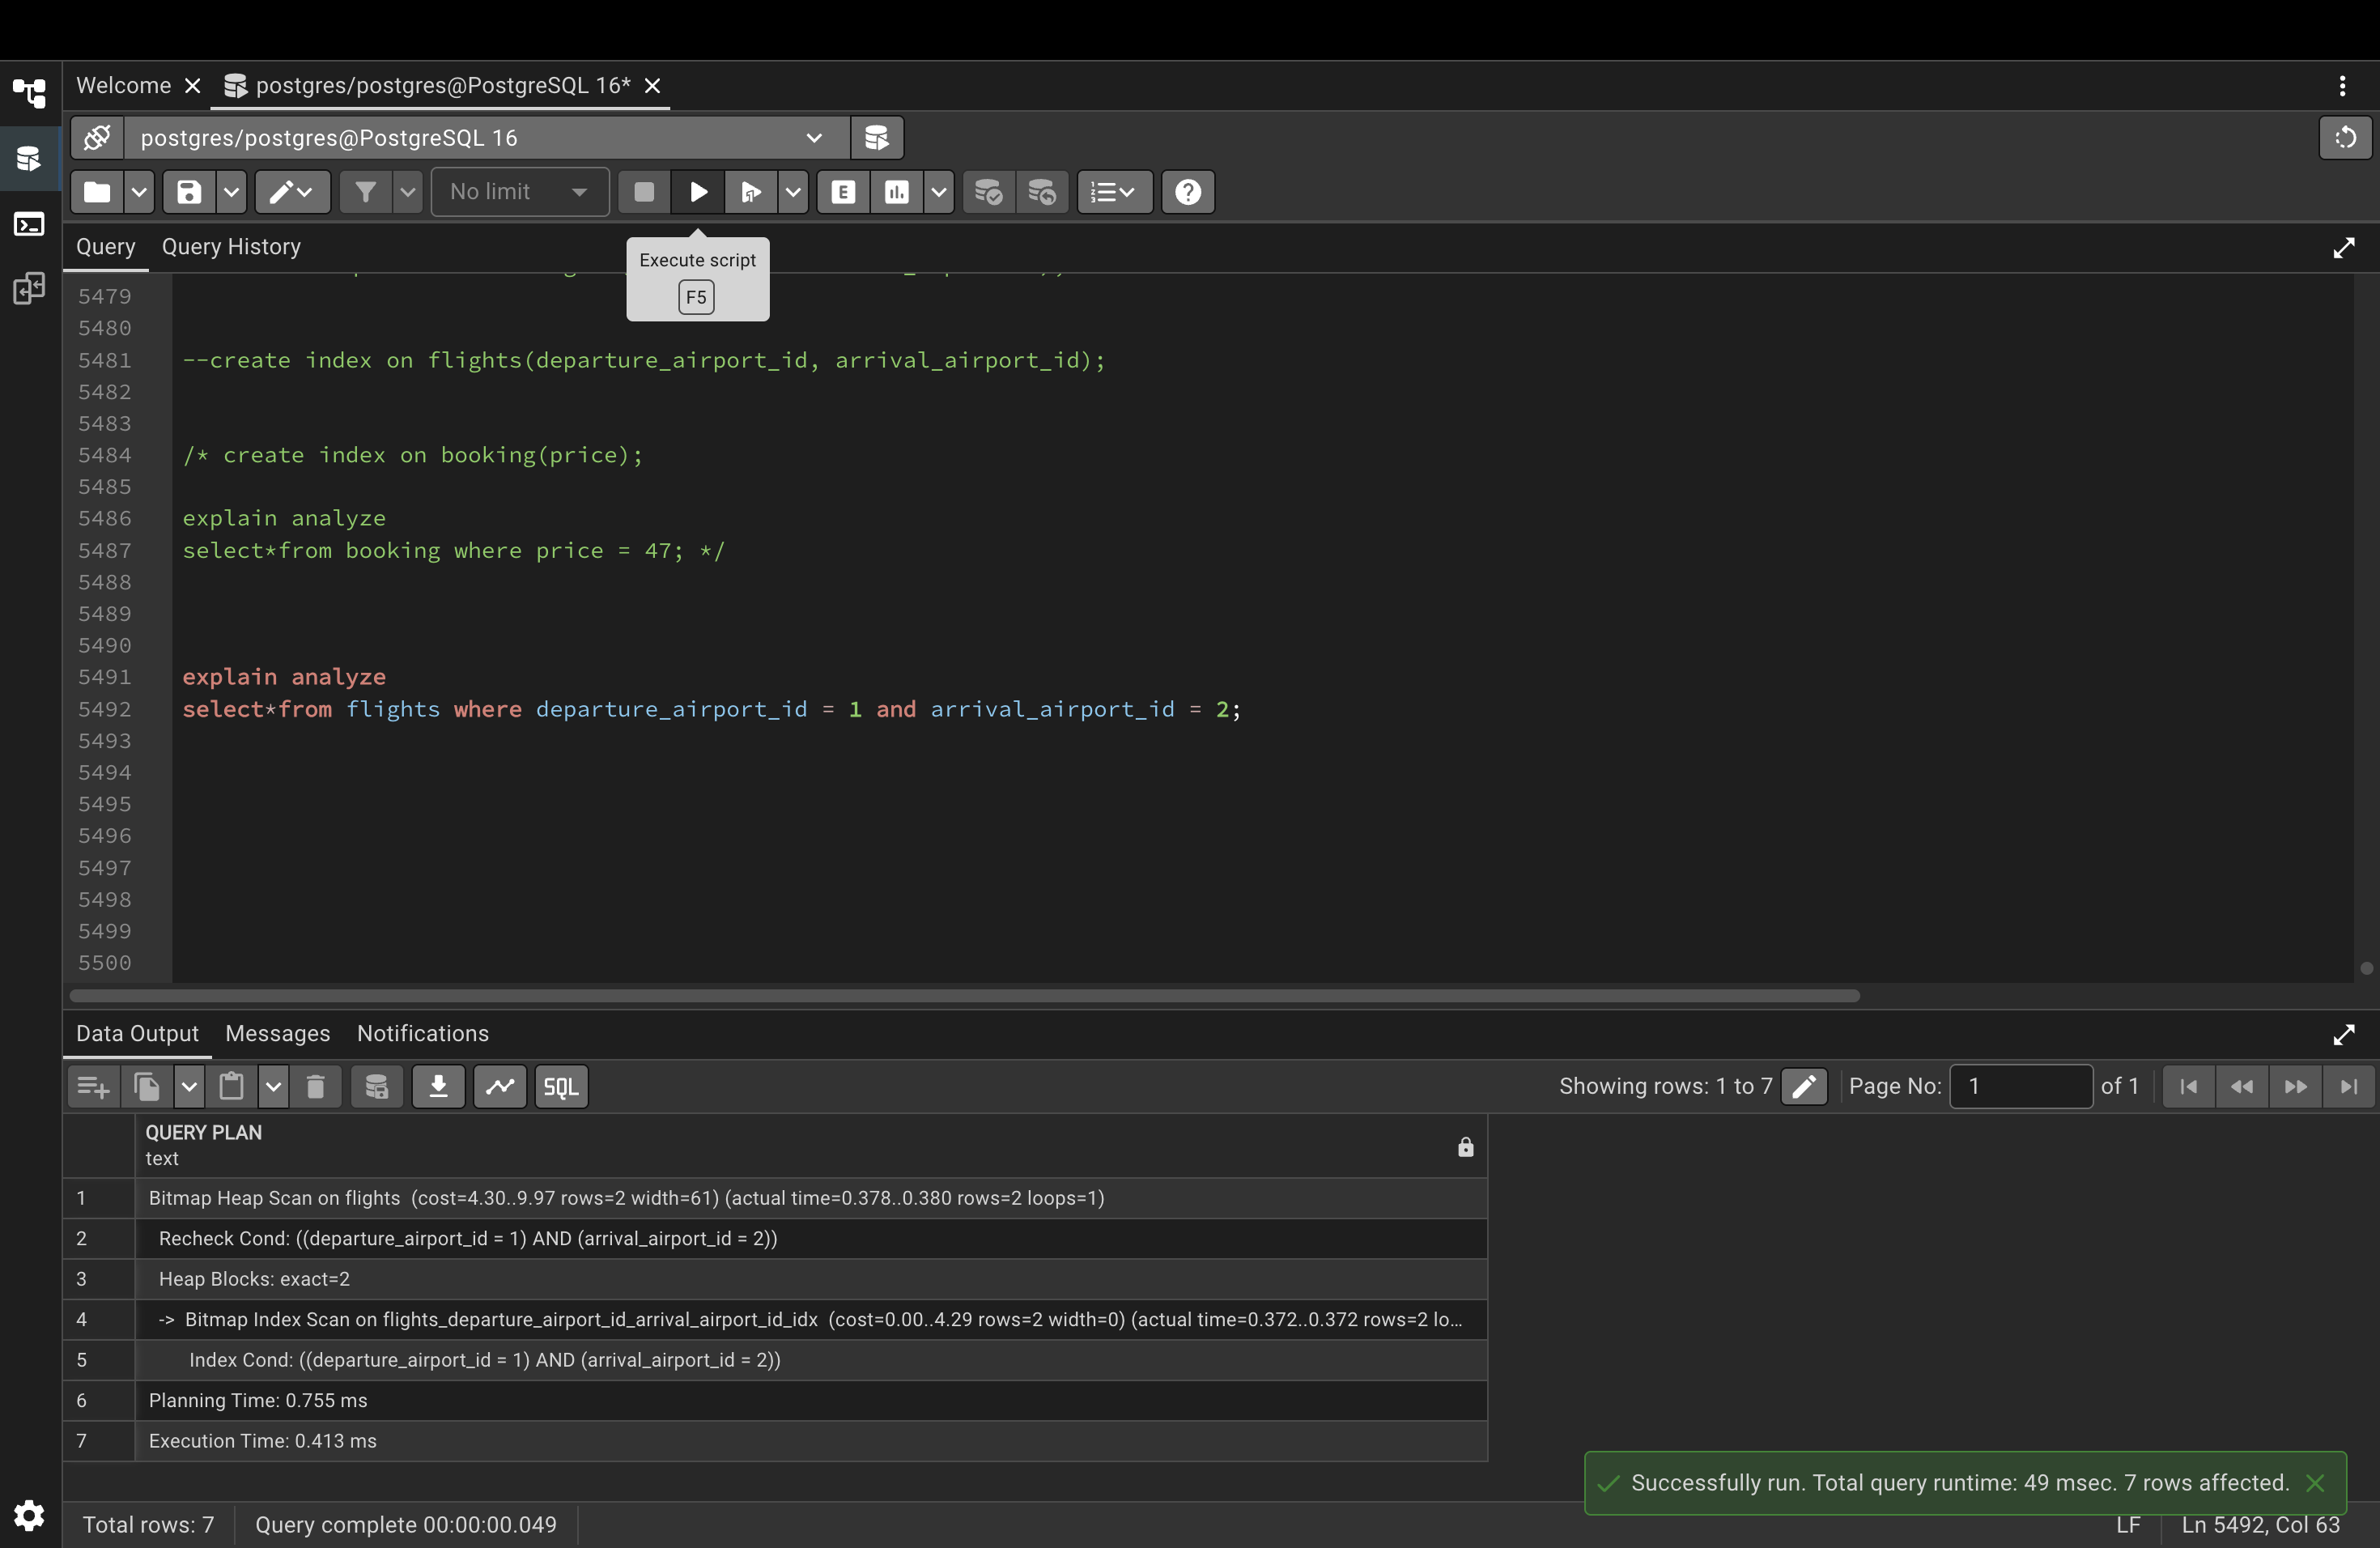 Welcome
postgres/postgres@PostgreSQL 16*
postgres/postgres@PostgreSQL 16
No limit
E
Query Query History
Execute script
F5
5479
5480
5481 --create index on flights(departure_airport_id, arrival_airport_id);
5482
5483
5484 /* create index on booking(price);
5485
5486 explain analyze
5487 select*from booking where price = 47; */
5488
5489
5490
5491 explain analyze
5492 select*from flights where departure_airport_id = 1 and arrival_airport_id = 2;
5493
5494
5495
5496
5497
5498
5499
5500
Data Output Messages Notifications
SQL
Showing rows: 1 to 7
Page No: 1 of 1
QUERY PLAN
text
1 Bitmap Heap Scan on flights (cost=4.30..9.97 rows=2 width=61) (actual time=0.378..0.380 rows=2 loops=1)
2 Recheck Cond: ((departure_airport_id = 1) AND (arrival_airport_id = 2))
3 Heap Blocks: exact=2
4 -> Bitmap Index Scan on flights_departure_airport_id_arrival_airport_id_idx (cost=0.00..4.29 rows=2 width=0) (actual time=0.372..0.372 rows=2 lo...
5 Index Cond: ((departure_airport_id = 1) AND (arrival_airport_id = 2))
6 Planning Time: 0.755 ms
7 Execution Time: 0.413 ms
Successfully run. Total query runtime: 49 msec. 7 rows affected.
Total rows: 7
Query complete 00:00:00.049
LF
Ln 5492, Col 63